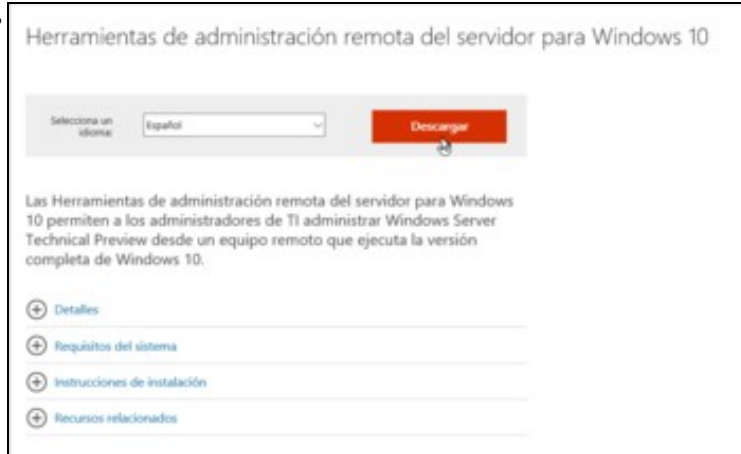 Herramientas de administración remota del servidor para Windows 10
Selecciona un
idioma:
Español
Descargar
Las Herramientas de administración remota del servidor para Windows
10 permiten a los administradores de TI administrar Windows Server
Technical Preview desde un equipo remoto que ejecuta la versión
completa de Windows 10.
Detalles
Requisitos del sistema
Instrucciones de instalación
Recursos relacionados